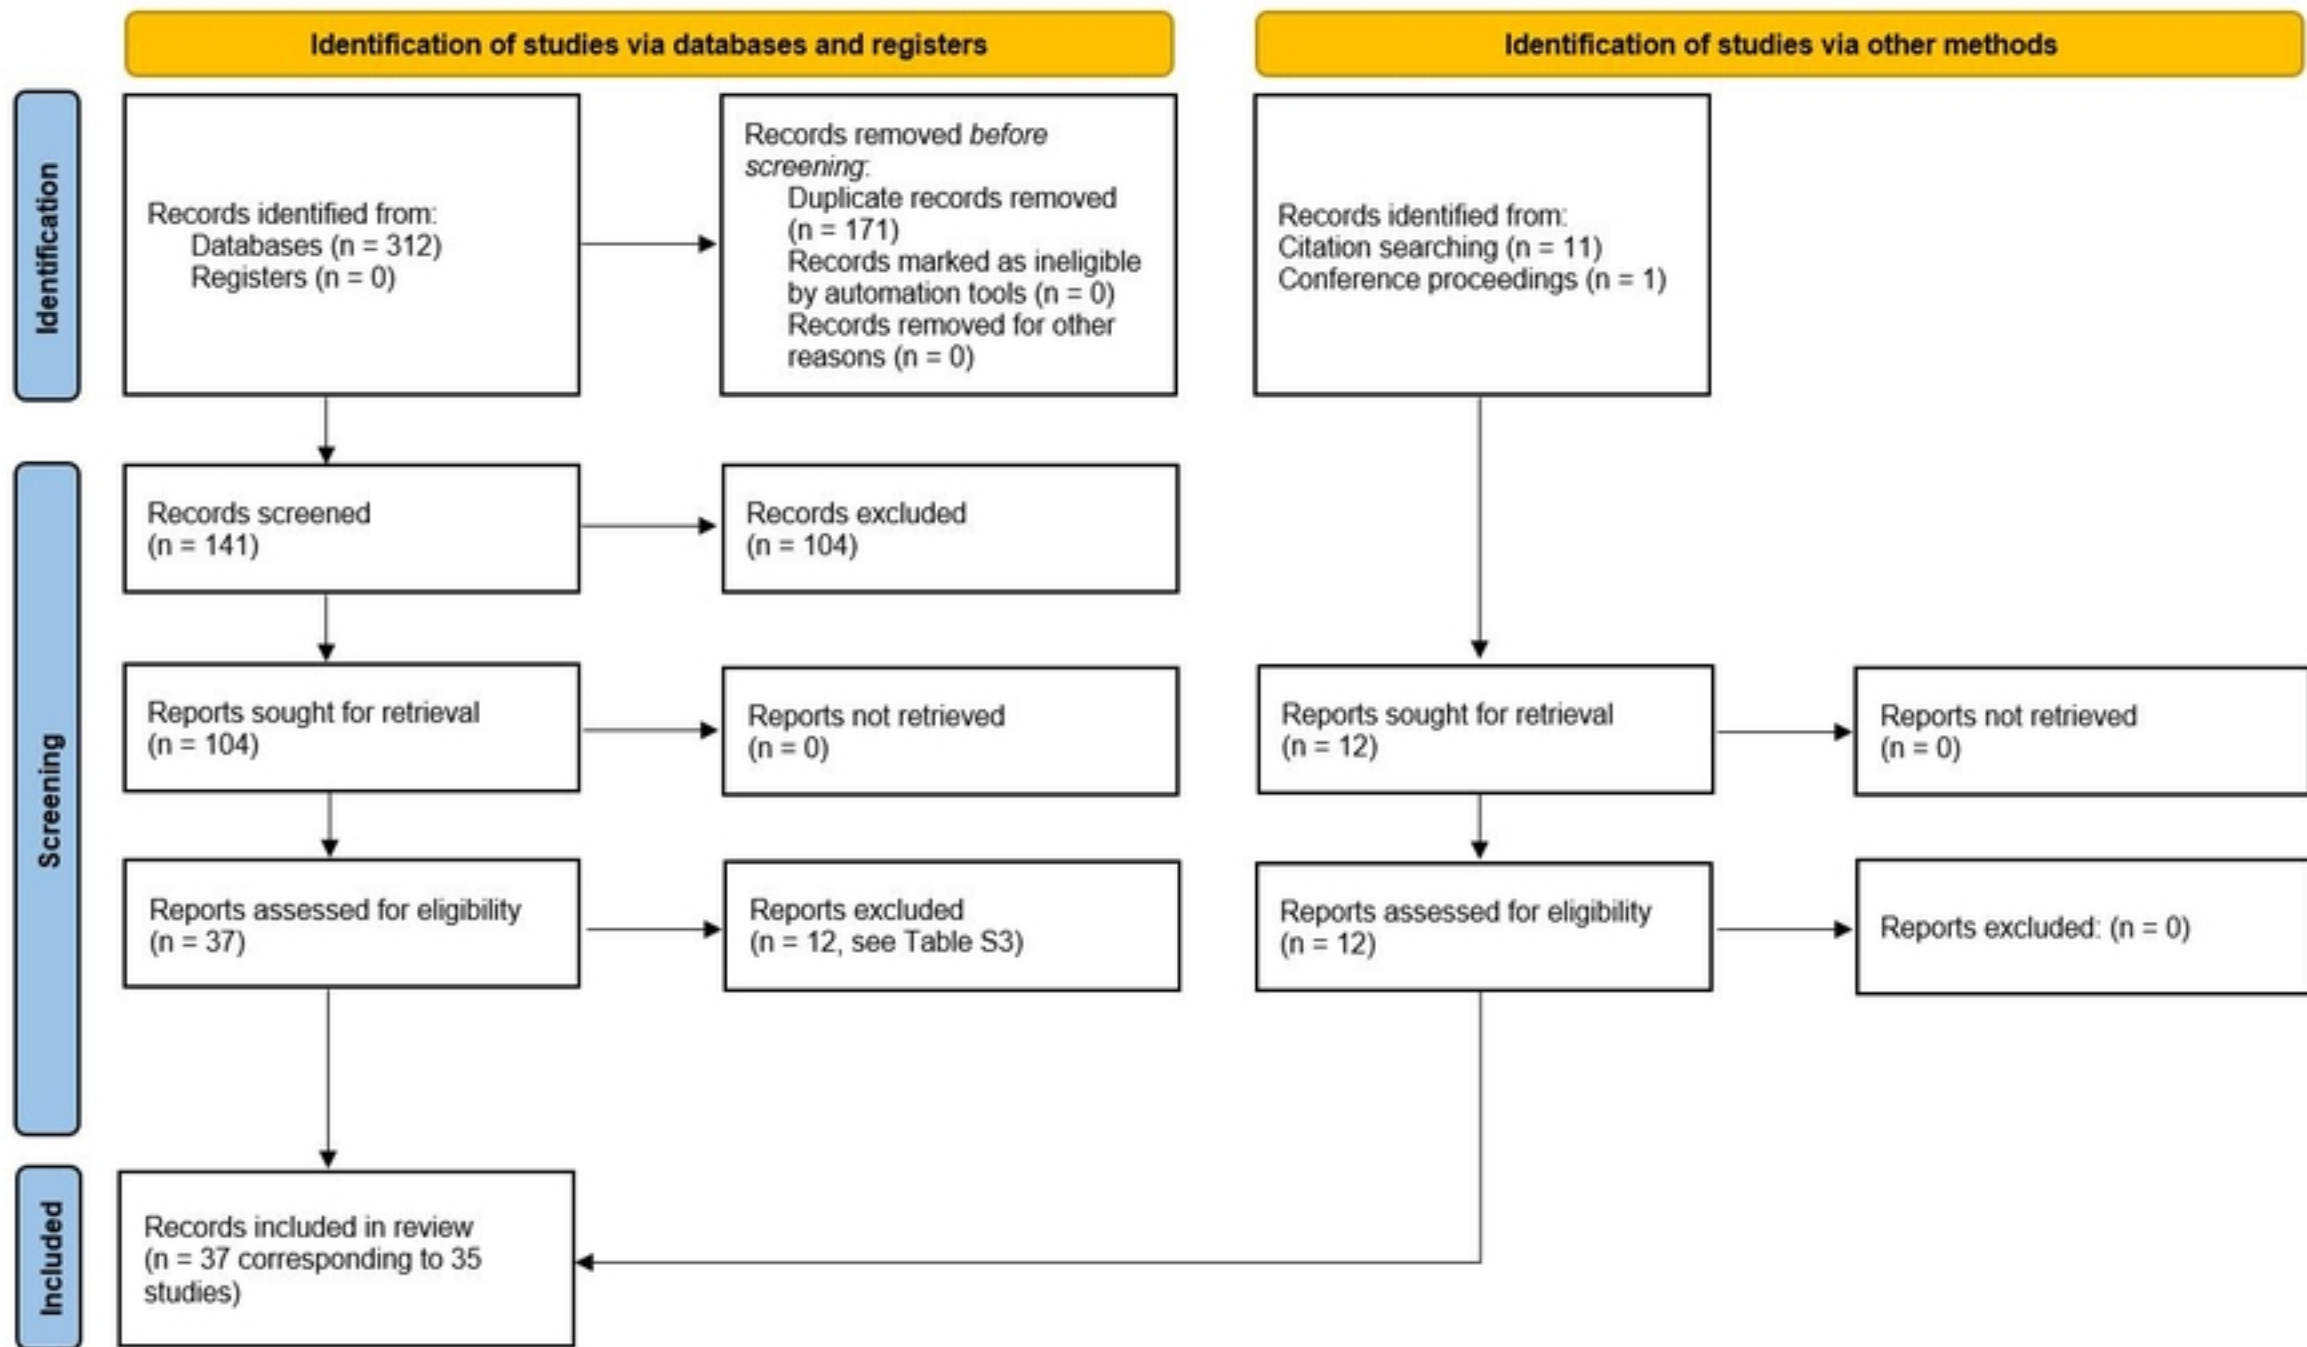 Identification of studies via databases and registers
Identification of studies via other methods
Identification
Records identified from:
Databases (n = 312)
Registers (n = 0)
Records removed before
screening:
Duplicate records removed
(n = 171)
Records marked as ineligible
by automation tools (n = 0)
Records removed for other
reasons (n = 0)
Records identified from:
Citation searching (n = 11)
Conference proceedings (n = 1)
Screening
Records screened
(n = 141)
Records excluded
(n = 104)
Reports sought for retrieval
(n = 104)
Reports not retrieved
(n = 0)
Reports sought for retrieval
(n = 12)
Reports not retrieved
(n = 0)
Reports assessed for eligibility
(n = 37)
Reports excluded
(n = 12, see Table S3)
Reports assessed for eligibility
(n = 12)
Reports excluded: (n = 0)
Included
Records included in review
(n = 37 corresponding to 35
studies)